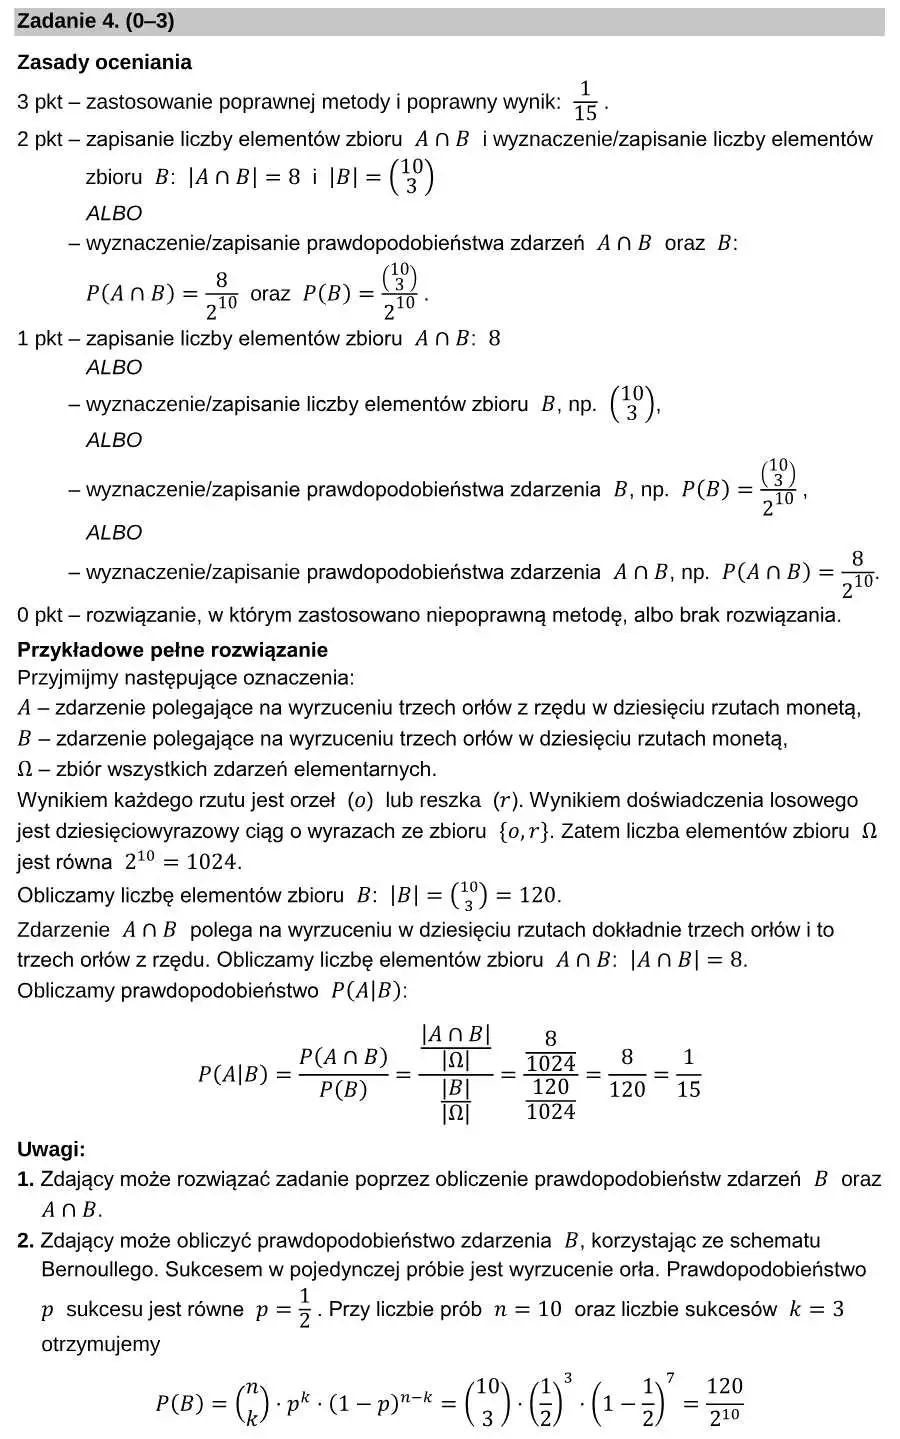 Zadanie 4. (0–3)
Zasady oceniania
3 pkt – zastosowanie poprawnej metody i poprawny wynik: 1/15 .
2 pkt – zapisanie liczby elementów zbioru A ∩ B i wyznaczenie/zapisanie liczby elementów
zbioru B: |A ∩ B| = 8 i |B| = (10 3)
ALBO
– wyznaczenie/zapisanie prawdopodobieństwa zdarzeń A ∩ B oraz B:
P(A ∩ B) = 8/2^10 oraz P(B) = (10 3)/2^10 .
1 pkt – zapisanie liczby elementów zbioru A ∩ B: 8
ALBO
– wyznaczenie/zapisanie liczby elementów zbioru B, np. (10 3),
ALBO
– wyznaczenie/zapisanie prawdopodobieństwa zdarzenia B, np. P(B) = (10 3)/2^10 ,
ALBO
– wyznaczenie/zapisanie prawdopodobieństwa zdarzenia A ∩ B, np. P(A ∩ B) = 8/2^10.
0 pkt – rozwiązanie, w którym zastosowano niepoprawną metodę, albo brak rozwiązania.
Przykładowe pełne rozwiązanie
Przyjmijmy następujące oznaczenia:
A – zdarzenie polegające na wyrzuceniu trzech orłów z rzędu w dziesięciu rzutach monetą,
B – zdarzenie polegające na wyrzuceniu trzech orłów w dziesięciu rzutach monetą,
Ω – zbiór wszystkich zdarzeń elementarnych.
Wynikiem każdego rzutu jest orzeł (o) lub reszka (r). Wynikiem doświadczenia losowego
jest dziesięciowyrazowy ciąg o wyrazach ze zbioru {o, r}. Zatem liczba elementów zbioru Ω
jest równa 2^10 = 1024.
Obliczamy liczbę elementów zbioru B: |B| = (10 3) = 120.
Zdarzenie A ∩ B polega na wyrzuceniu w dziesięciu rzutach dokładnie trzech orłów i to
trzech orłów z rzędu. Obliczamy liczbę elementów zbioru A ∩ B: |A ∩ B| = 8.
Obliczamy prawdopodobieństwo P(A|B):
P(A|B) = P(A ∩ B)/P(B) = (|A ∩ B|/|Ω|)/(|B|/|Ω|) = (8/1024)/(120/1024) = 8/120 = 1/15
Uwagi:
1. Zdający może rozwiązać zadanie poprzez obliczenie prawdopodobieństw zdarzeń B oraz
A ∩ B.
2. Zdający może obliczyć prawdopodobieństwo zdarzenia B, korzystając ze schematu
Bernoullego. Sukcesem w pojedynczej próbie jest wyrzucenie orła. Prawdopodobieństwo
p sukcesu jest równe p = 1/2 . Przy liczbie prób n = 10 oraz liczbie sukcesów k = 3
otrzymujemy
P(B) = (n k) · p^k · (1 − p)^(n−k) = (10 3) · (1/2)^3 · (1 − 1/2)^7 = 120/2^10